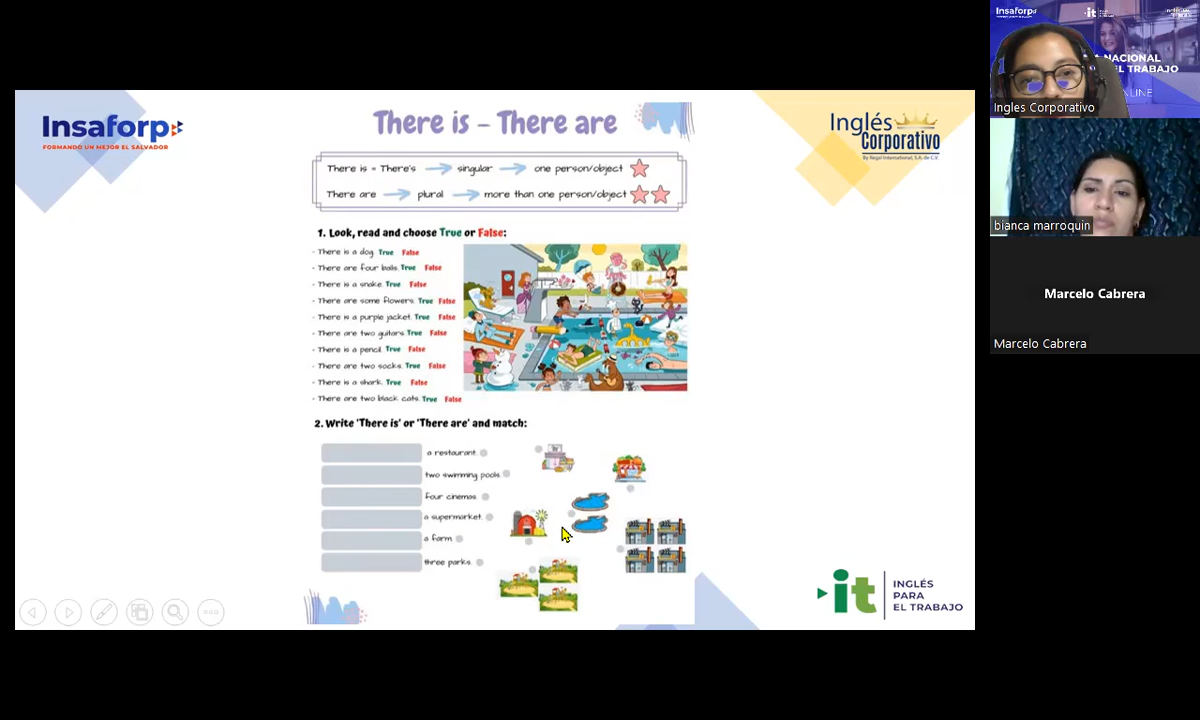 Insaforp
FORMANDO UN MEJOR EL SALVADOR
There is - There are
Inglés
Corporativo
By Regal International, S.A. de C.V.
There is = There's singular one person/object
There are plural more than one person/object
1. Look, read and choose True or False:
- There is a dog. True False
- There are four balls. True False
- There is a snake. True False
- There are some flowers. True False
- There is a purple jacket. True False
- There are two guitars. True False
- There is a pencil. True False
- There are two socks. True False
- There is a shark. True False
- There are two black cats. True False
2. Write 'There is' or 'There are' and match:
a restaurant.
two swimming pools.
four cinemas.
a supermarket.
a farm.
three parks.
it
INGLÉS
PARA
EL TRABAJO
Insaforp
it
NACIONAL
EL TRABAJO
Ingles Corporativo
bianca marroquin
Marcelo Cabrera
Marcelo Cabrera